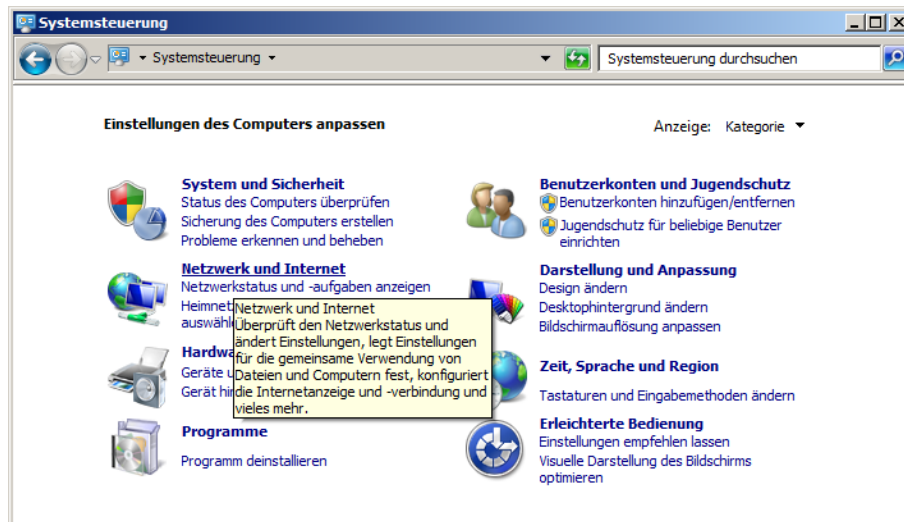 Systemsteuerung
Systemsteuerung
Systemsteuerung durchsuchen
Einstellungen des Computers anpassen
Anzeige: Kategorie
System und Sicherheit
Status des Computers überprüfen
Sicherung des Computers erstellen
Probleme erkennen und beheben
Netzwerk und Internet
Netzwerkstatus und -aufgaben anzeigen
Netzwerk und Internet
Überprüft den Netzwerkstatus und
ändert Einstellungen, legt Einstellungen
für die gemeinsame Verwendung von
Dateien und Computern fest, konfiguriert
die Internetanzeige und -verbindung und
vieles mehr.
Programme
Programm deinstallieren
Benutzerkonten und Jugendschutz
Benutzerkonten hinzufügen/entfernen
Jugendschutz für beliebige Benutzer
einrichten
Darstellung und Anpassung
Design ändern
Desktophintergrund ändern
Bildschirmauflösung anpassen
Zeit, Sprache und Region
Tastaturen und Eingabemethoden ändern
Erleichterte Bedienung
Einstellungen empfehlen lassen
Visuelle Darstellung des Bildschirms
optimieren